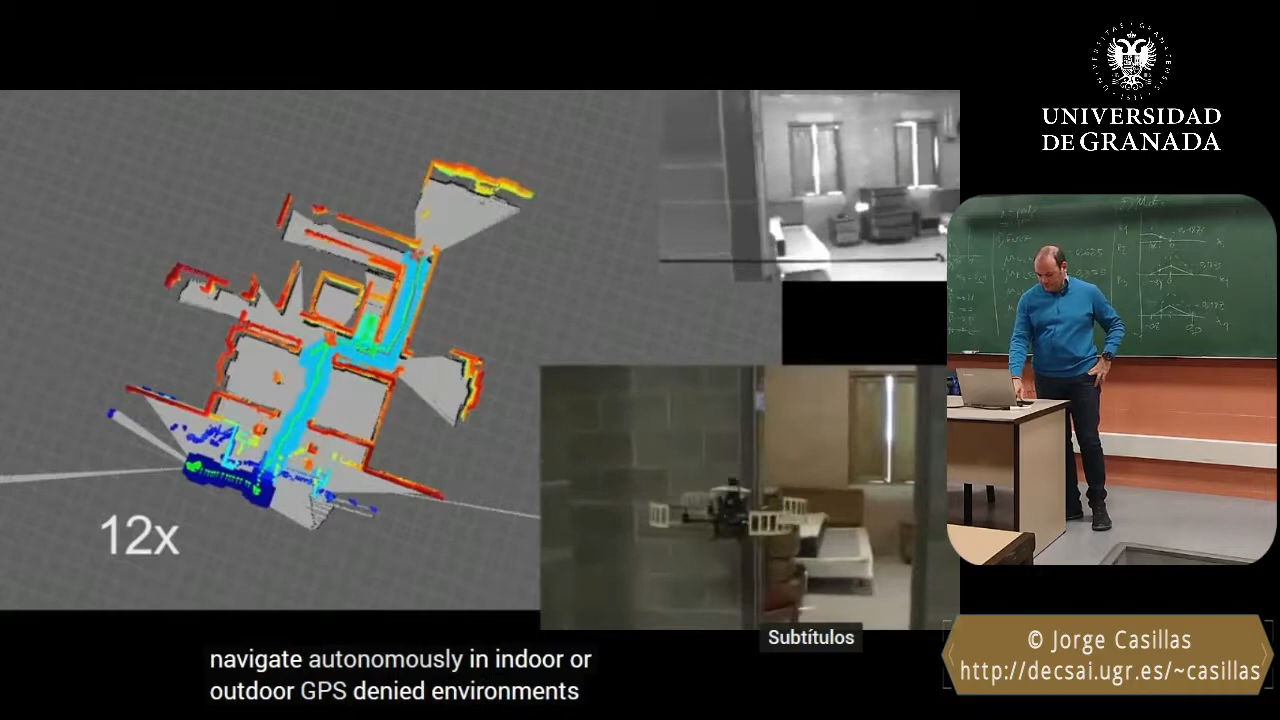 UNIVERSIDAD
DE GRANADA
12x
Subtítulos
navigate autonomously in indoor or
outdoor GPS denied environments
© Jorge Casillas
http://decsai.ugr.es/~casillas